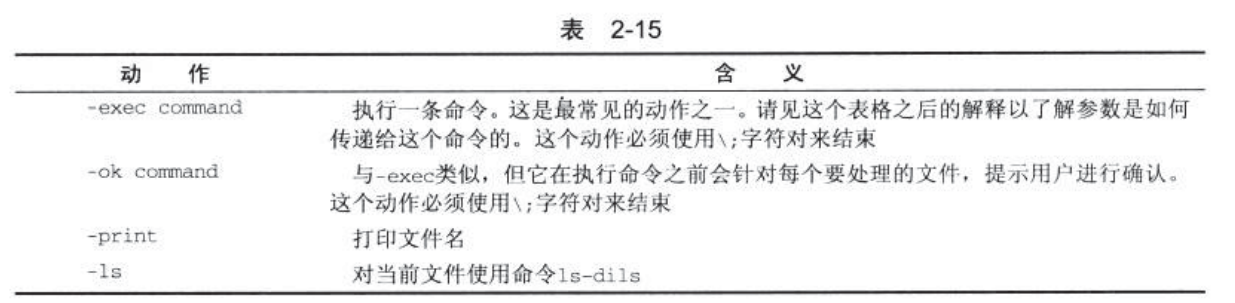 表 2-15
动 作 含 义
-exec command 执行一条命令。这是最常见的动作之一。请见这个表格之后的解释以了解参数是如何
传递给这个命令的。这个动作必须使用\;字符对来结束
-ok command 与-exec类似，但它在执行命令之前会针对每个要处理的文件，提示用户进行确认。
这个动作必须使用\;字符对来结束
-print 打印文件名
-ls 对当前文件使用命令ls-dils